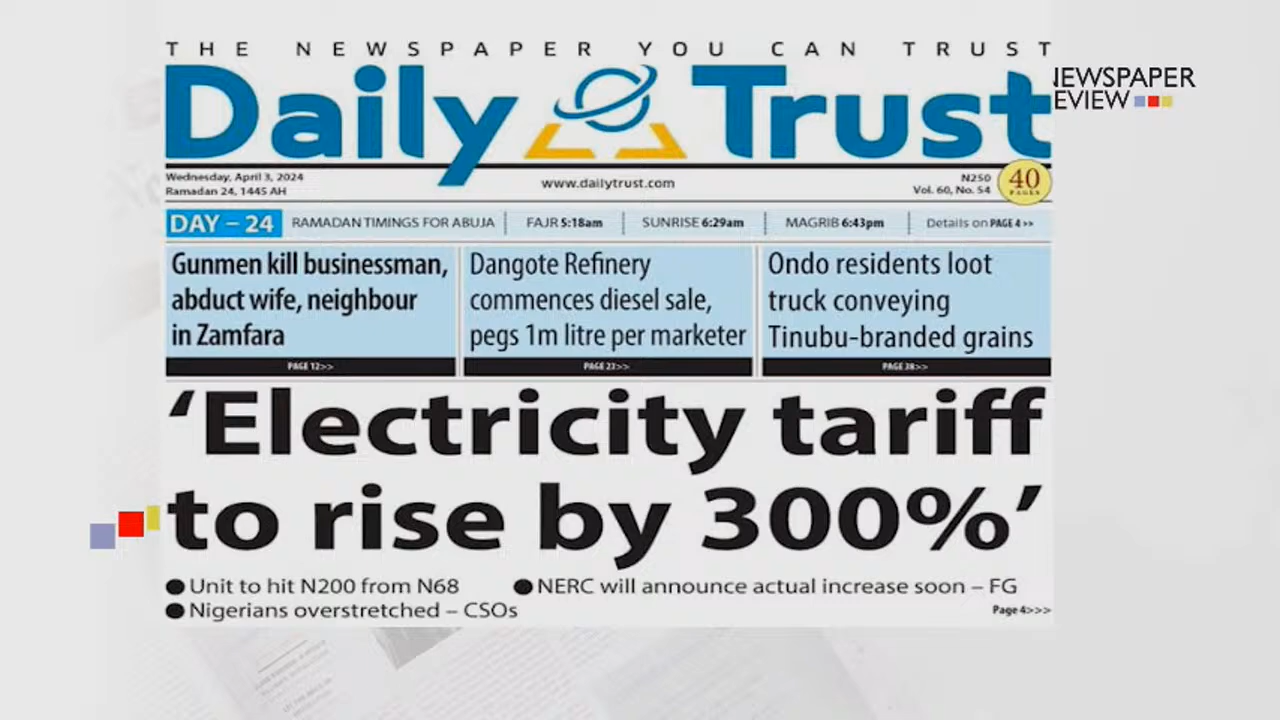 THE NEWSPAPER YOU CAN TRUST
Daily Trust
NEWSPAPER
EVIEW
Wednesday, April 3, 2024
Ramadan 24, 1445 AH
www.dailytrust.com
N250
Vol. 60, No. 54
40
PAGES
DAY – 24 RAMADAN TIMINGS FOR ABUJA FAJR 5:18am SUNRISE 6:29am MAGRIB 6:43pm Details on PAGE 4 >>
Gunmen kill businessman,
abduct wife, neighbour
in Zamfara
PAGE 12>>
Dangote Refinery
commences diesel sale,
pegs 1m litre per marketer
PAGE 23>>
Ondo residents loot
truck conveying
Tinubu-branded grains
PAGE 38>>
‘Electricity tariff
to rise by 300%’
● Unit to hit N200 from N68 ● NERC will announce actual increase soon – FG
● Nigerians overstretched – CSOs
Page 4>>>